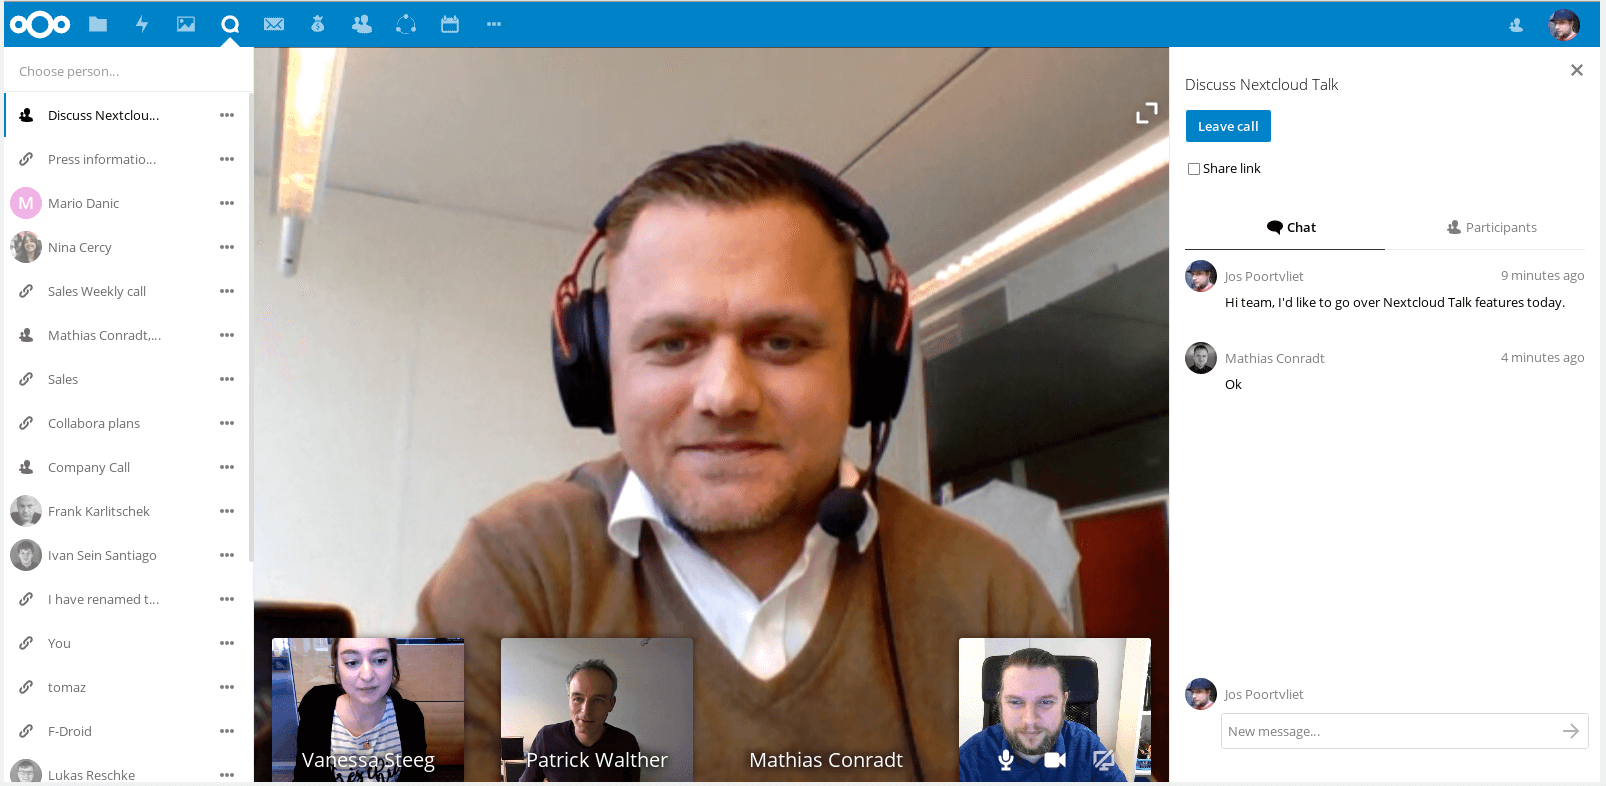 Choose person...
Discuss Nextclou...
Press informatio...
M
Mario Danic
Nina Cercy
Sales Weekly call
Mathias Conradt,...
Sales
Collabora plans
Company Call
Frank Karlitschek
Ivan Sein Santiago
I have renamed t...
You
tomaz
F-Droid
Lukas Reschke
Vanessa Steeg
Patrick Walther
Mathias Conradt
Discuss Nextcloud Talk
Leave call
Share link
Chat
Participants
Jos Poortvliet
9 minutes ago
Hi team, I'd like to go over Nextcloud Talk features today.
Mathias Conradt
4 minutes ago
Ok
Jos Poortvliet
New message...